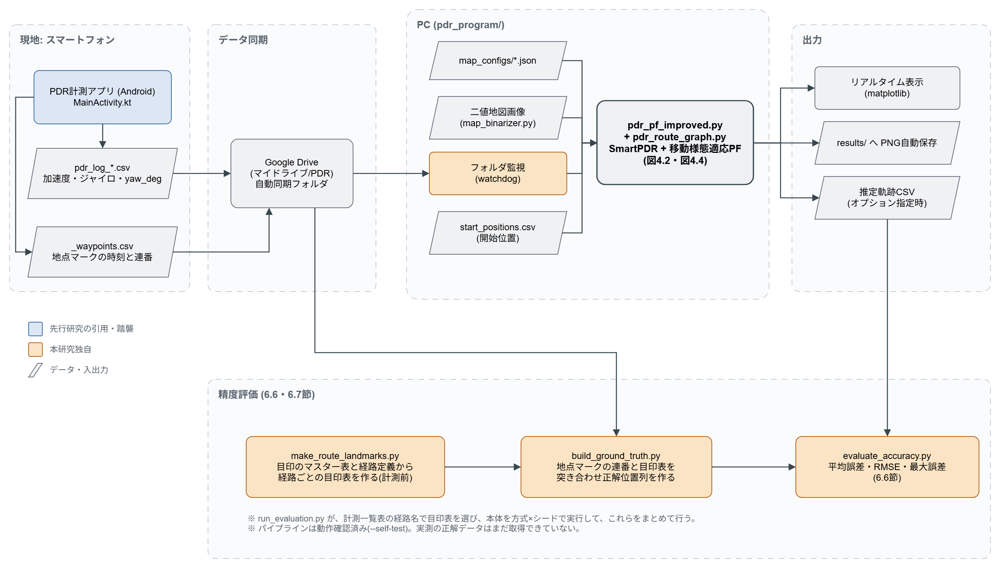 現地: スマートフォン
PDR計測アプリ (Android)
MainActivity.kt
pdr_log_*.csv
加速度・ジャイロ・yaw_deg
_waypoints.csv
地点マークの時刻と連番
データ同期
Google Drive
(マイドライブ/PDR)
自動同期フォルダ
PC (pdr_program/)
map_configs/*.json
二値地図画像
(map_binarizer.py)
フォルダ監視
(watchdog)
start_positions.csv
(開始位置)
pdr_pf_improved.py
+ pdr_route_graph.py
SmartPDR + 移動様態適応PF
(図4.2・図4.4)
出力
リアルタイム表示
(matplotlib)
results/ へ PNG自動保存
推定軌跡CSV
(オプション指定時)
先行研究の引用・踏襲
本研究独自
データ・入出力
精度評価 (6.6・6.7節)
make_route_landmarks.py
目印のマスター表と経路定義から
経路ごとの目印表を作る(計測前)
build_ground_truth.py
地点マークの連番と目印表を
突き合わせ正解位置列を作る
evaluate_accuracy.py
平均誤差・RMSE・最大誤差
(6.6節)
※ run_evaluation.py が、計測一覧表の経路名で目印表を選び、本体を方式×シードで実行して、これらをまとめて行う。
※ パイプラインは動作確認済み(--self-test)。実測の正解データはまだ取得できていない。